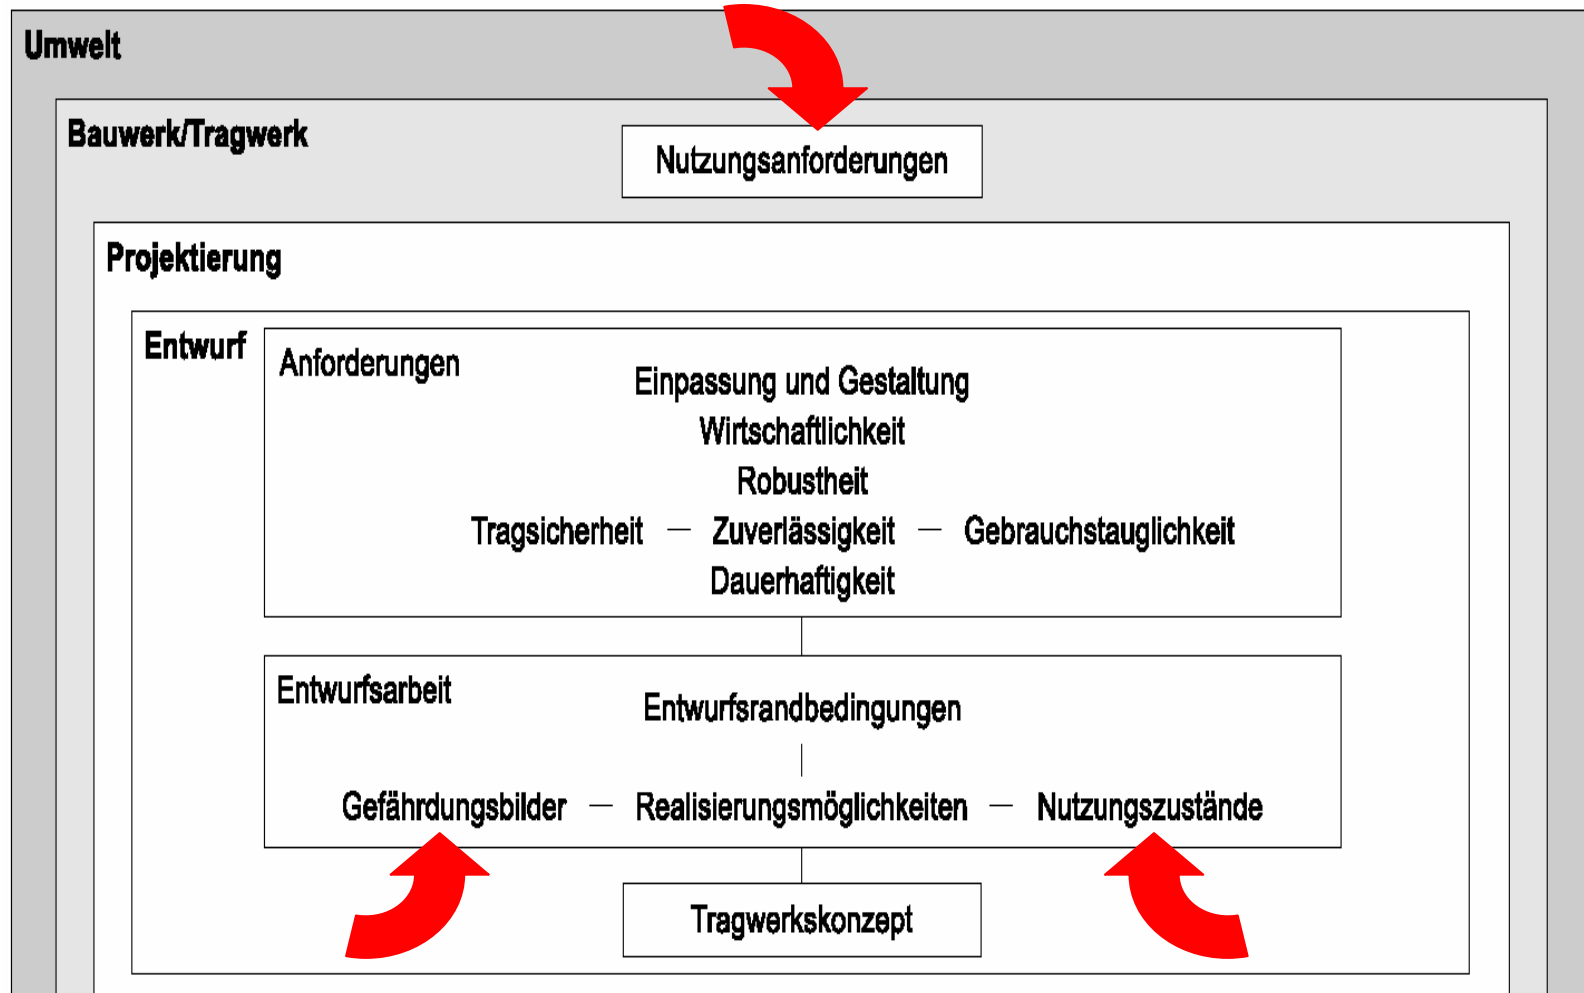 Umwelt
Bauwerk/Tragwerk
Nutzungsanforderungen
Projektierung
Entwurf
Anforderungen
Einpassung und Gestaltung
Wirtschaftlichkeit
Robustheit
Tragsicherheit — Zuverlässigkeit — Gebrauchstauglichkeit
Dauerhaftigkeit
Entwurfsarbeit
Entwurfsrandbedingungen
Gefährdungsbilder — Realisierungsmöglichkeiten — Nutzungszustände
Tragwerkskonzept